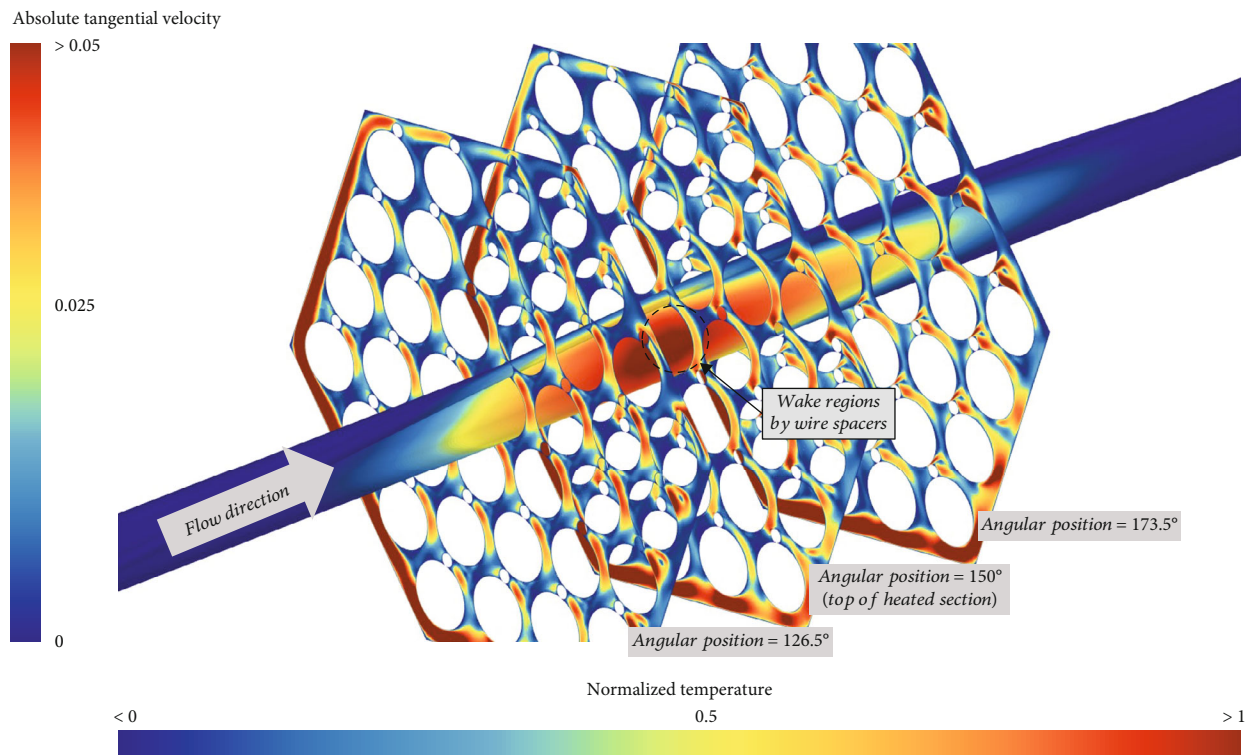 Absolute tangential velocity
> 0.05
0.025
0
Flow direction
Wake regions
by wire spacers
Angular position = 173.5°
Angular position = 150°
(top of heated section)
Angular position = 126.5°
Normalized temperature
< 0
0.5
> 1